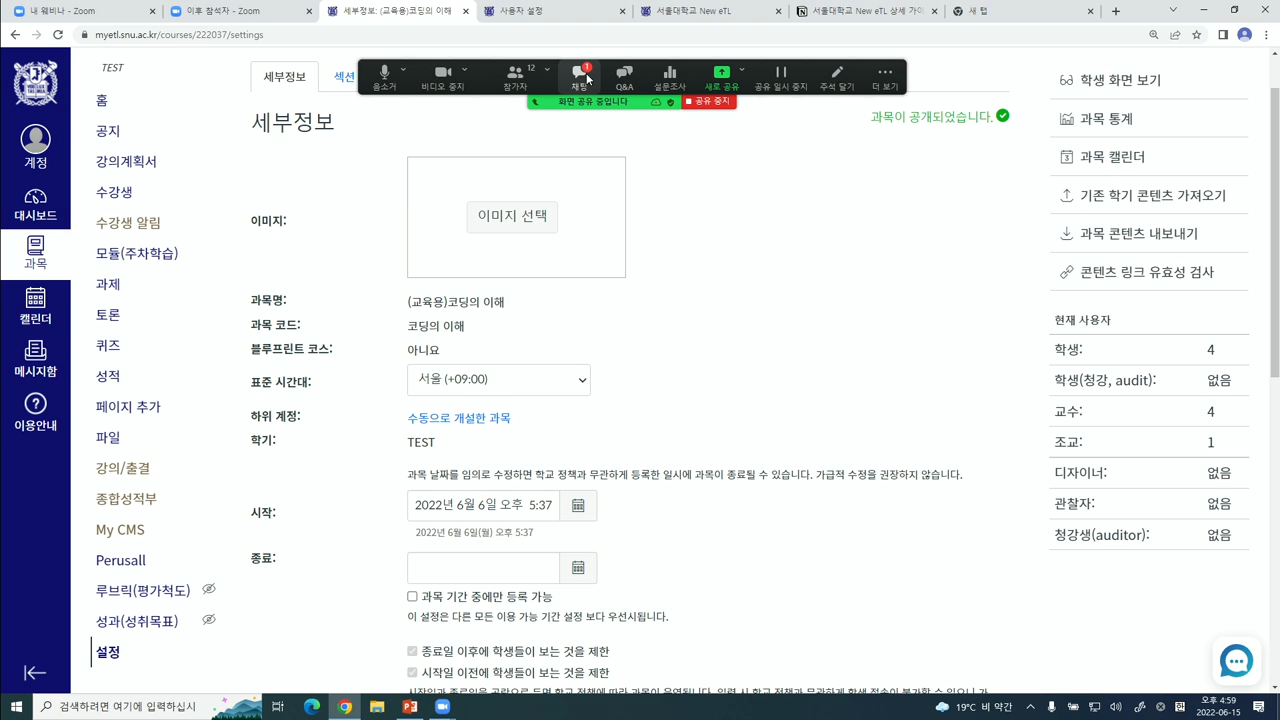 내 웨비나 - Zoom
이후 참석자 - Zoom
세부정보: (교육용)코딩의 이해
사용자 설정
서울대학교 New eTL
서울대학교 New eTL 상세 가이
새 탭
myetl.snu.ac.kr/courses/222037/settings
음소거
비디오 중지
12
참가자
1
채팅
Q&A
설문조사
새로 공유
공유 일시 중지
주석 달기
더 보기
화면 공유 중입니다
공유 중지
계정
대시보드
과목
캘린더
메시지함
이용안내
TEST
홈
공지
강의계획서
수강생
수강생 알림
모듈(주차학습)
과제
토론
퀴즈
성적
페이지 추가
파일
강의/출결
종합성적부
My CMS
Perusall
루브릭(평가척도)
성과(성취목표)
설정
세부정보
섹션
세부정보
과목이 공개되었습니다.
이미지:
이미지 선택
과목명:
(교육용)코딩의 이해
과목 코드:
코딩의 이해
블루프린트 코스:
아니요
표준 시간대:
서울 (+09:00)
하위 계정:
수동으로 개설한 과목
학기:
TEST
과목 날짜를 임의로 수정하면 학교 정책과 무관하게 등록한 일시에 과목이 종료될 수 있습니다. 가급적 수정을 권장하지 않습니다.
시작:
2022년 6월 6일 오후 5:37
2022년 6월 6일(월) 오후 5:37
종료:
과목 기간 중에만 등록 가능
이 설정은 다른 모든 이용 가능 기간 설정 보다 우선시됩니다.
종료일 이후에 학생들이 보는 것을 제한
시작일 이전에 학생들이 보는 것을 제한
학생화면 보기
과목 통계
과목 캘린더
기존 학기 콘텐츠 가져오기
과목 콘텐츠 내보내기
콘텐츠 링크 유효성 검사
현재 사용자
학생: 4
학생(청강, audit): 없음
교수: 4
조교: 1
디자이너: 없음
관찰자: 없음
청강생(auditor): 없음
검색하려면 여기에 입력하십시
19°C 비 약간
오후 4:59
2022-06-15